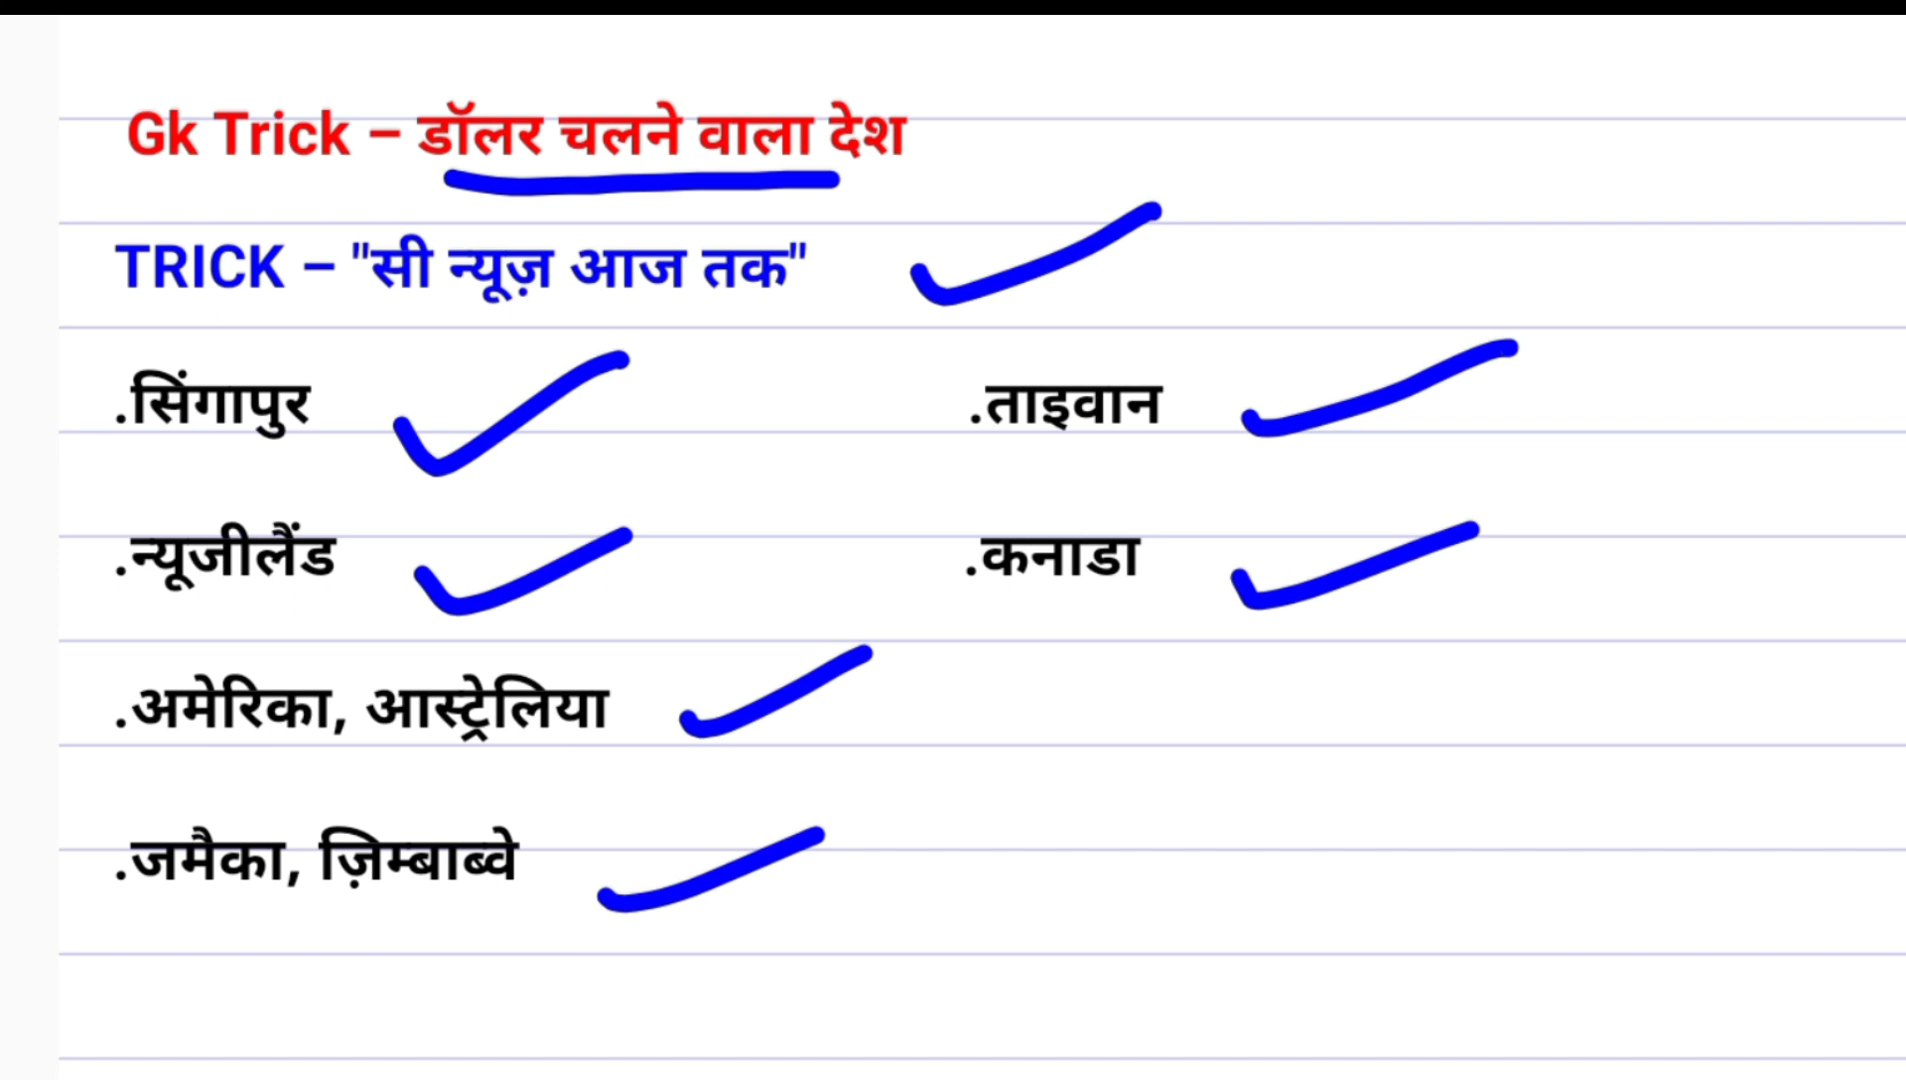 Gk Trick – डॉलर चलने वाला देश
TRICK – "सी न्यूज़ आज तक"
.सिंगापुर
.न्यूजीलैंड
.अमेरिका, आस्ट्रेलिया
.जमैका, ज़िम्बाब्वे
.ताइवान
.कनाडा